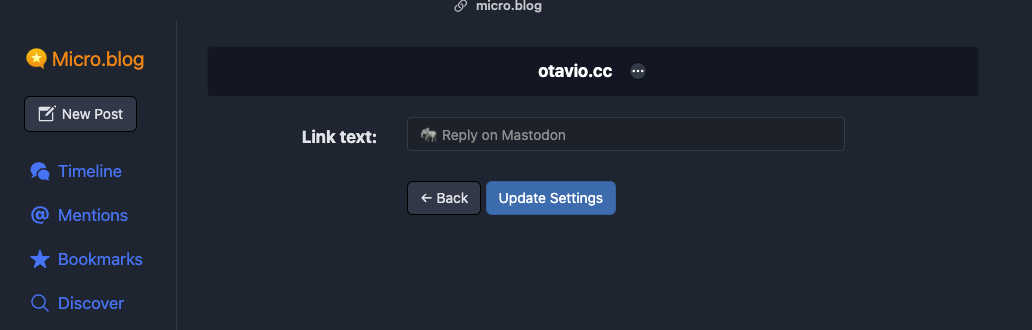 micro.blog
Micro.blog
New Post
Timeline
Mentions
Bookmarks
Discover
otavio.cc
Link text:
🦣 Reply on Mastodon
← Back
Update Settings